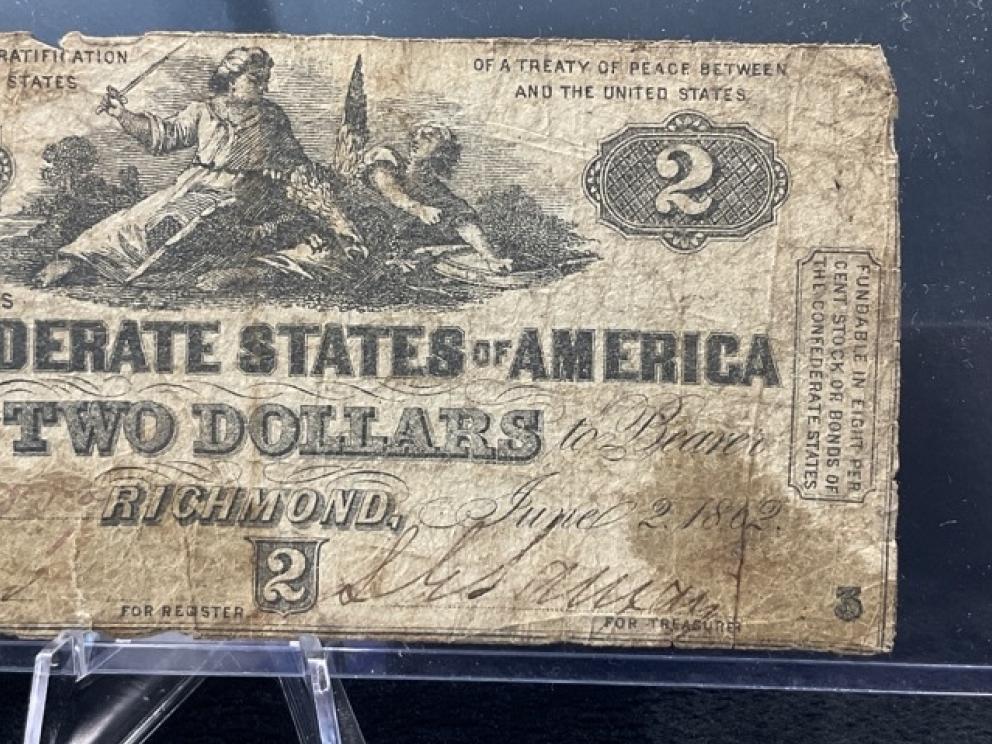 RATIFICATION
STATES
OF A TREATY OF PEACE BETWEEN
AND THE UNITED STATES
2
S
DERATE STATES OF AMERICA
TWO DOLLARS to Bearer
RICHMOND, June 2, 1862.
2
FOR REGISTER
FOR TREASURER
FUNDABLE IN EIGHT PER
CENT STOCK OR BONDS OF
THE CONFEDERATE STATES
3